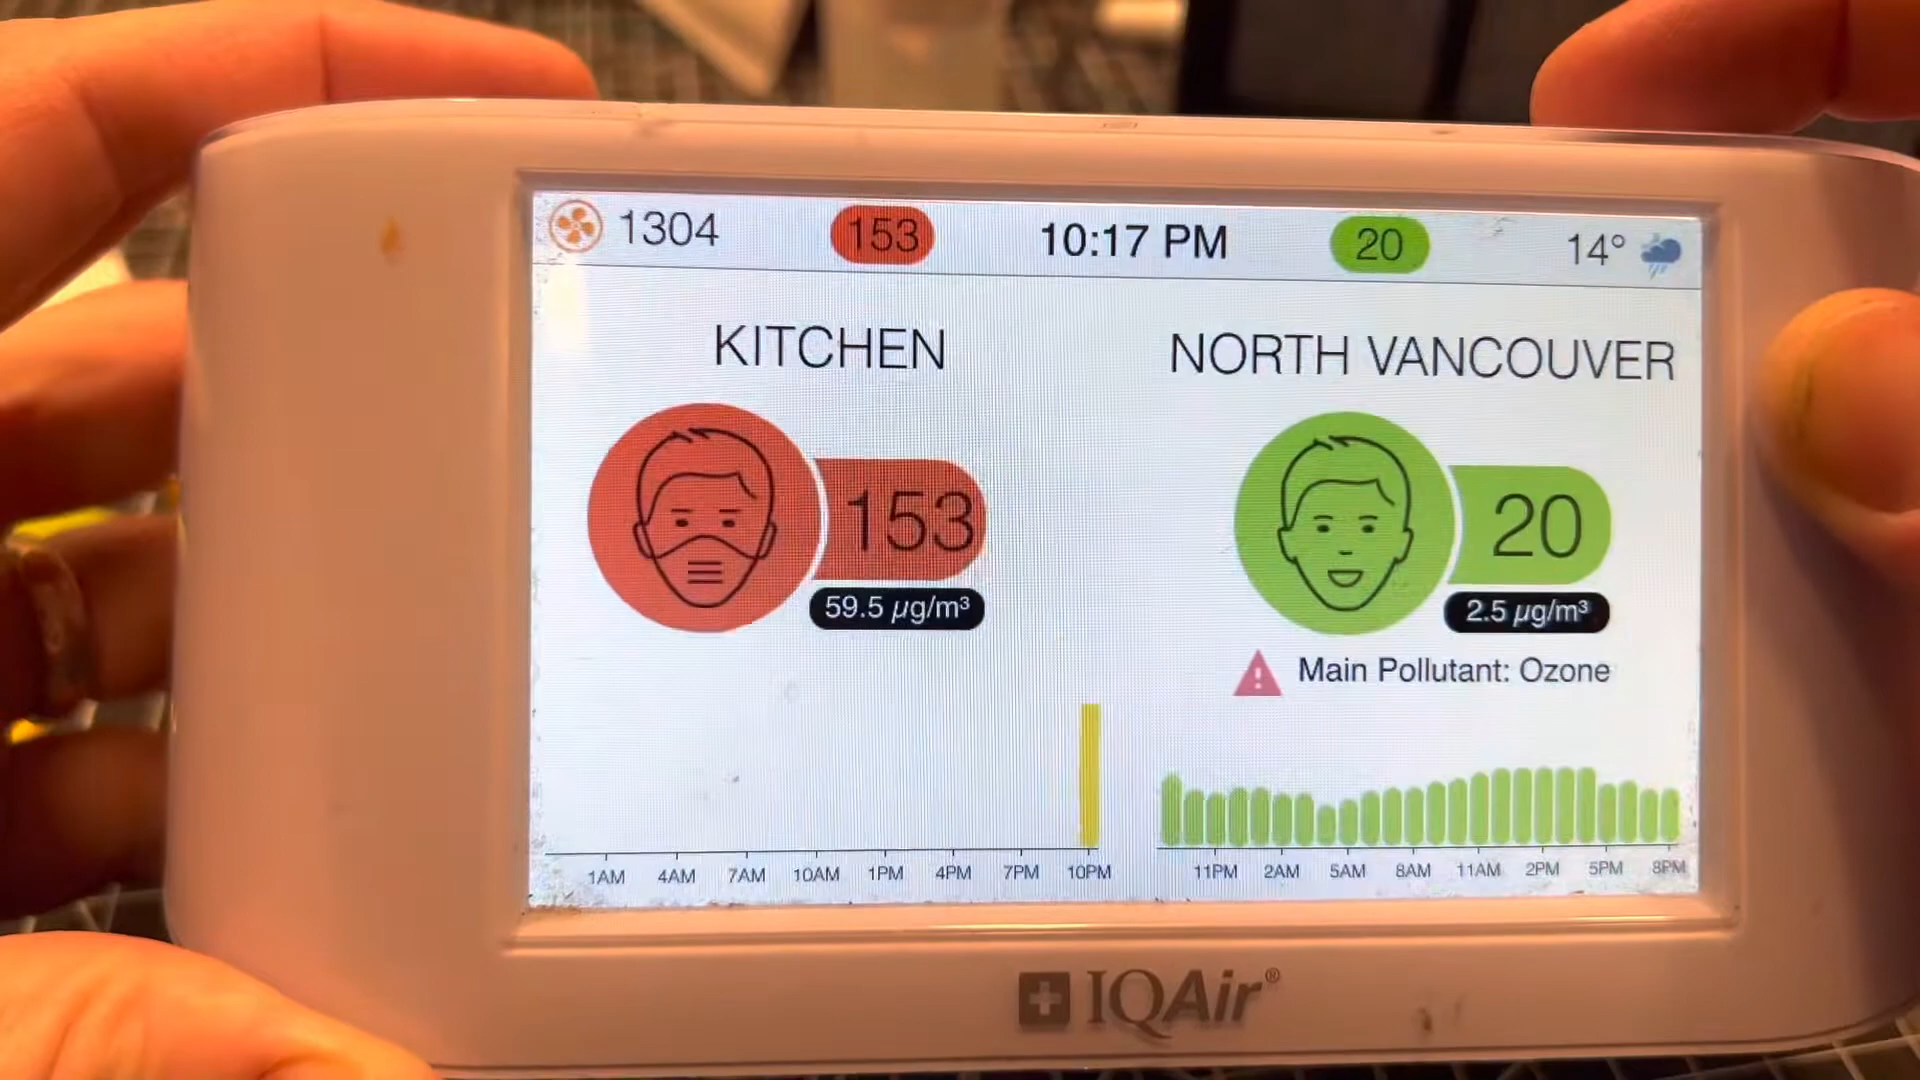 1304 153 10:17 PM 20 14°
KITCHEN
153
59.5 µg/m³
NORTH VANCOUVER
20
2.5 µg/m³
Main Pollutant: Ozone
1AM 4AM 7AM 10AM 1PM 4PM 7PM 10PM
11PM 2AM 5AM 8AM 11AM 2PM 5PM 8PM
IQAir®